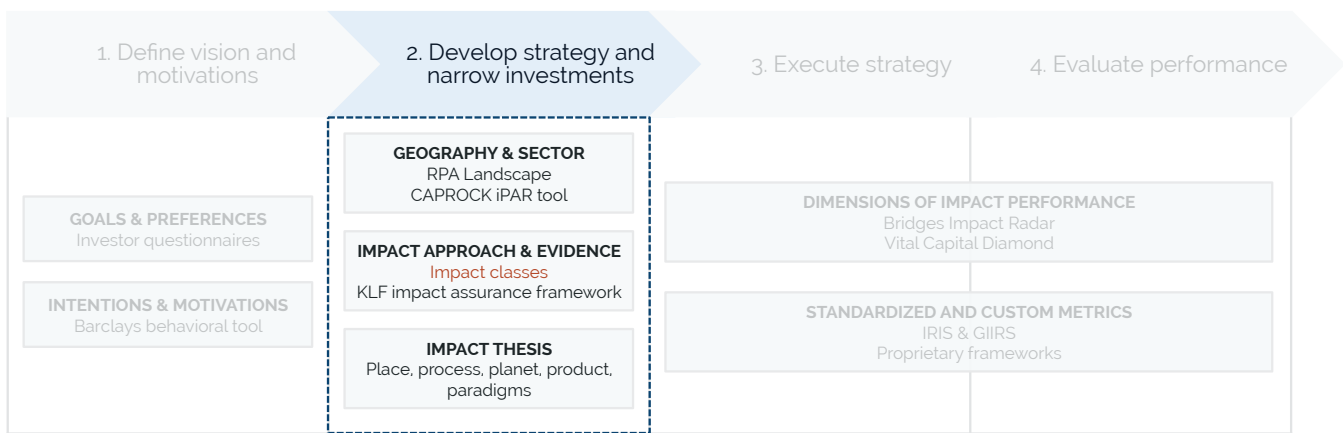 1. Define vision and
motivations
2. Develop strategy and
narrow investments
3. Execute strategy
4. Evaluate performance
GOALS & PREFERENCES
Investor questionnaires
INTENTIONS & MOTIVATIONS
Barclays behavioral tool
GEOGRAPHY & SECTOR
RPA Landscape
CAPROCK iPAR tool
IMPACT APPROACH & EVIDENCE
Impact classes
KLF impact assurance framework
IMPACT THESIS
Place, process, planet, product,
paradigms
DIMENSIONS OF IMPACT PERFORMANCE
Bridges Impact Radar
Vital Capital Diamond
STANDARDIZED AND CUSTOM METRICS
IRIS & GIIRS
Proprietary frameworks